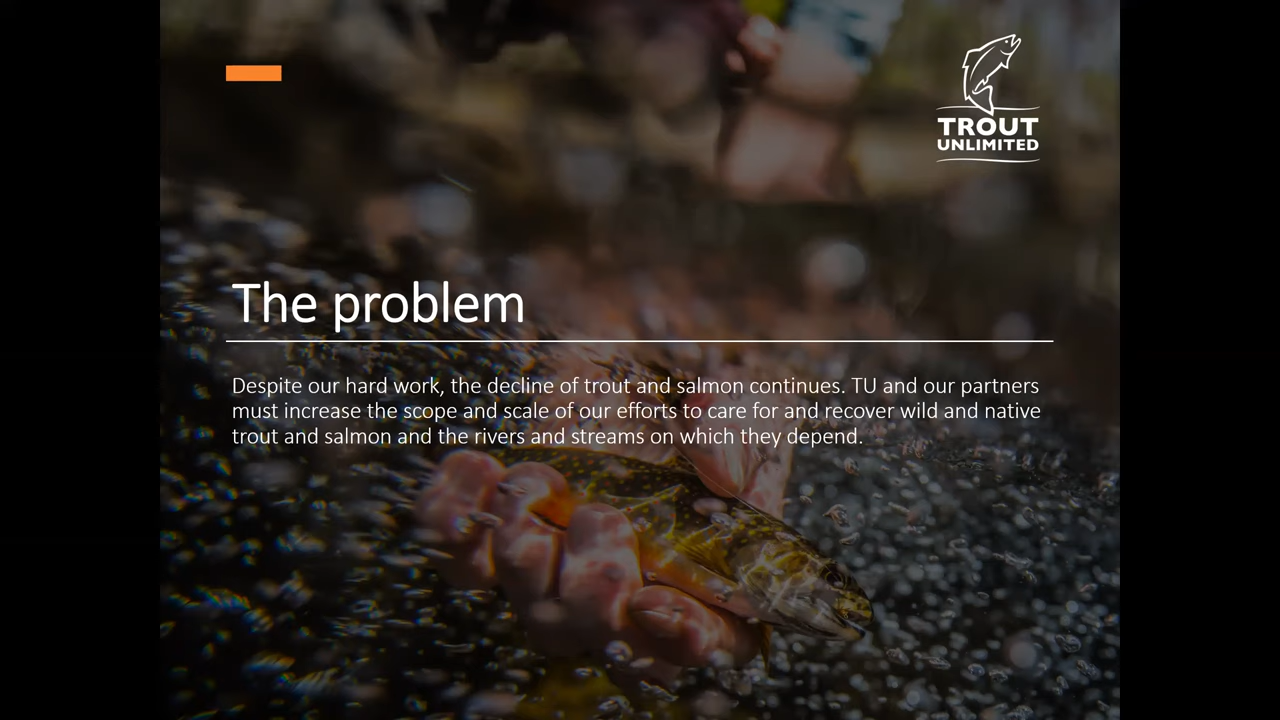 TROUT
UNLIMITED
The problem
Despite our hard work, the decline of trout and salmon continues. TU and our partners
must increase the scope and scale of our efforts to care for and recover wild and native
trout and salmon and the rivers and streams on which they depend.